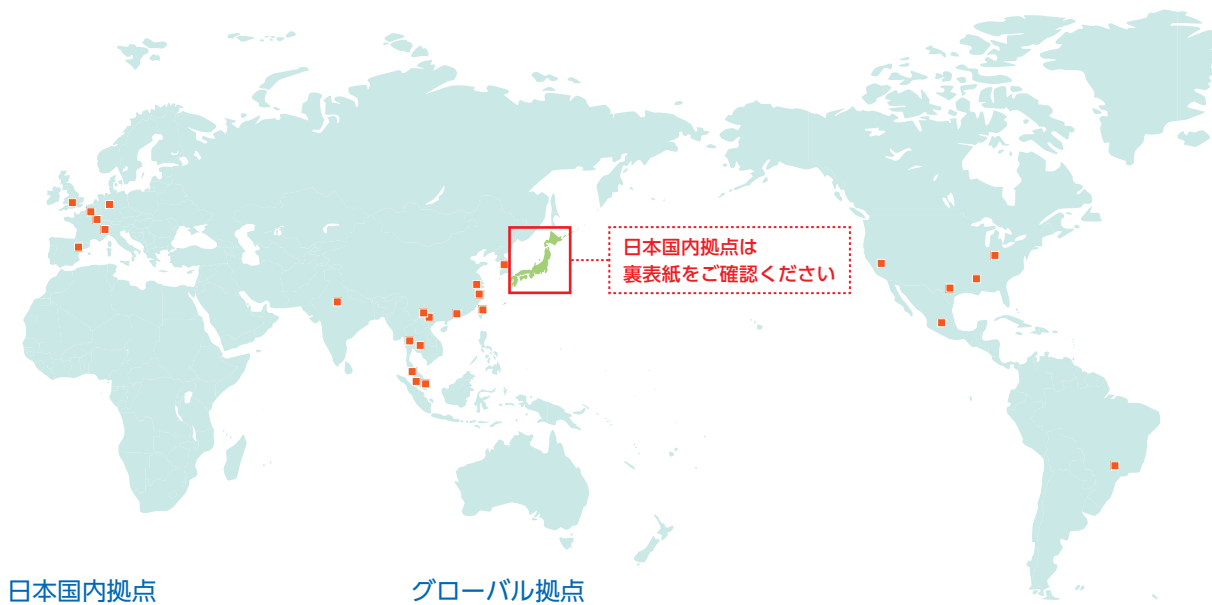 日本国内拠点は
裏表紙をご確認ください
日本国内拠点
グローバル拠点